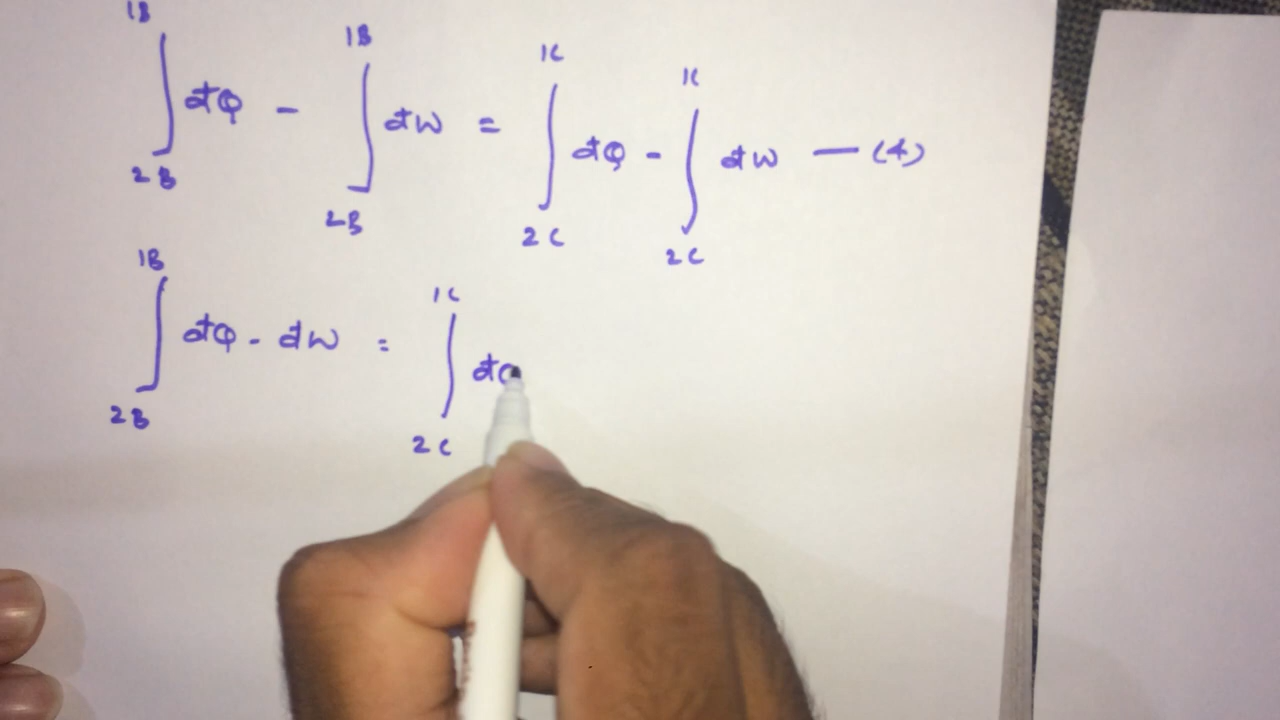 1B 1B 1C 1C
∫ đQ - ∫ đW = ∫ đQ - ∫ đW — (4)
2B 2B 2C 2C
1B 1C
∫ đQ - đW = ∫ đQ
2B 2C